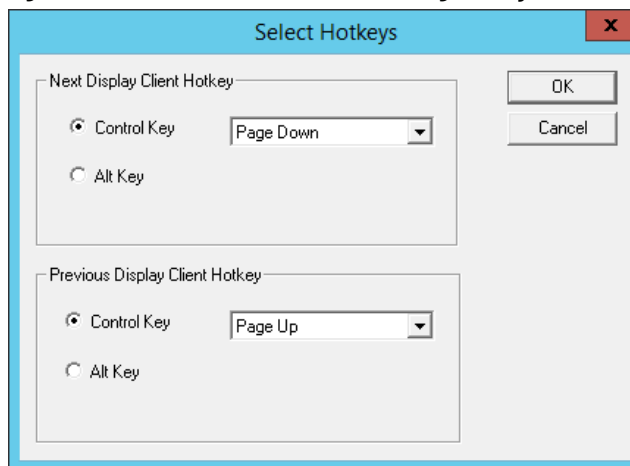 Select Hotkeys
x
Next Display Client Hotkey
OK
Control Key
Page Down
Cancel
Alt Key
Previous Display Client Hotkey
Control Key
Page Up
Alt Key